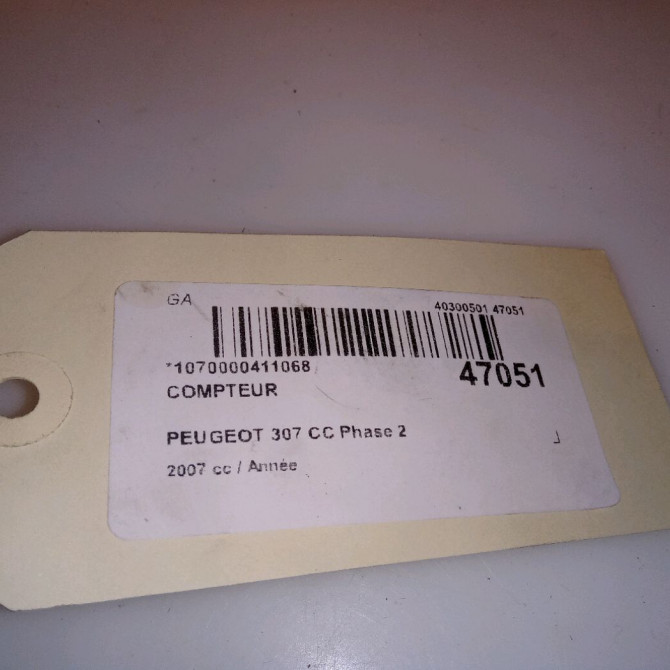 GA
40300501 47051
*1070000411068
47051
COMPTEUR
PEUGEOT 307 CC Phase 2
2007 cc / Année